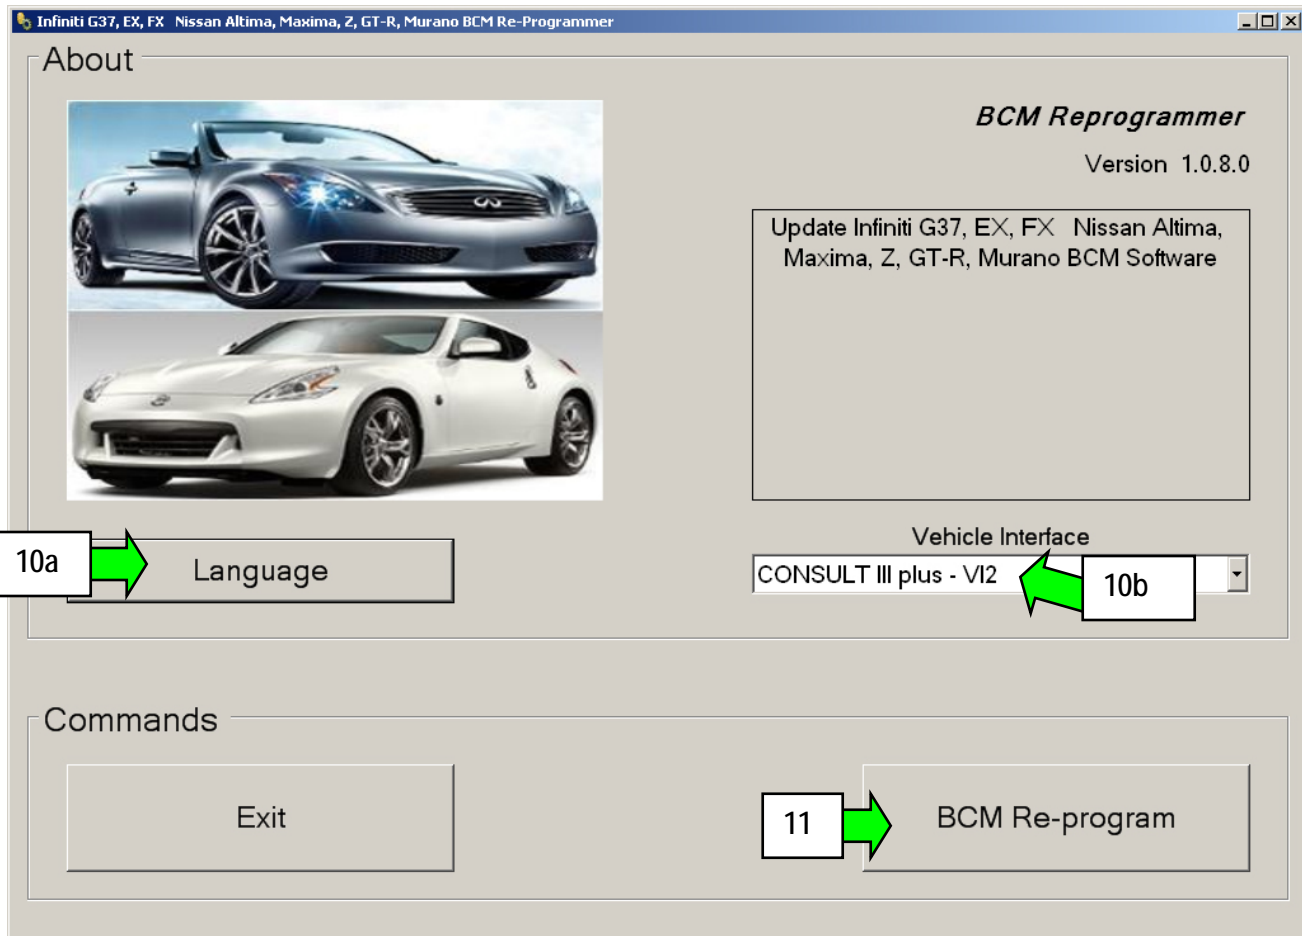 Infiniti G37, EX, FX   Nissan Altima, Maxima, Z, GT-R, Murano BCM Re-Programmer
About
BCM Reprogrammer
Version 1.0.8.0
Update Infiniti G37, EX, FX   Nissan Altima,
Maxima, Z, GT-R, Murano BCM Software
10a
Language
Vehicle Interface
CONSULT III plus - VI2
10b
Commands
Exit
11
BCM Re-program